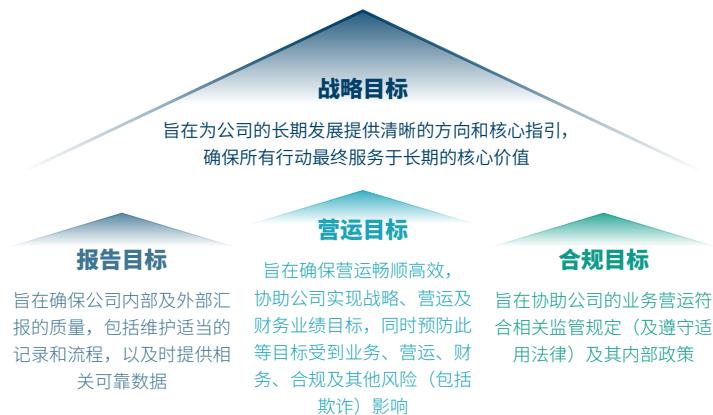 战略目标
旨在为公司的长期发展提供清晰的方向和核心指引，
确保所有行动最终服务于长期的核心价值
报告目标
旨在确保公司内部及外部汇
报的质量，包括维护适当的
记录和流程，以及时提供相
关可靠数据
营运目标
旨在确保营运畅顺高效，
协助公司实现战略、营运及
财务业绩目标，同时预防此
等目标受到业务、营运、财
务、合规及其他风险（包括
欺诈）影响
合规目标
旨在协助公司的业务营运符
合相关监管规定（及遵守适
用法律）及其内部政策